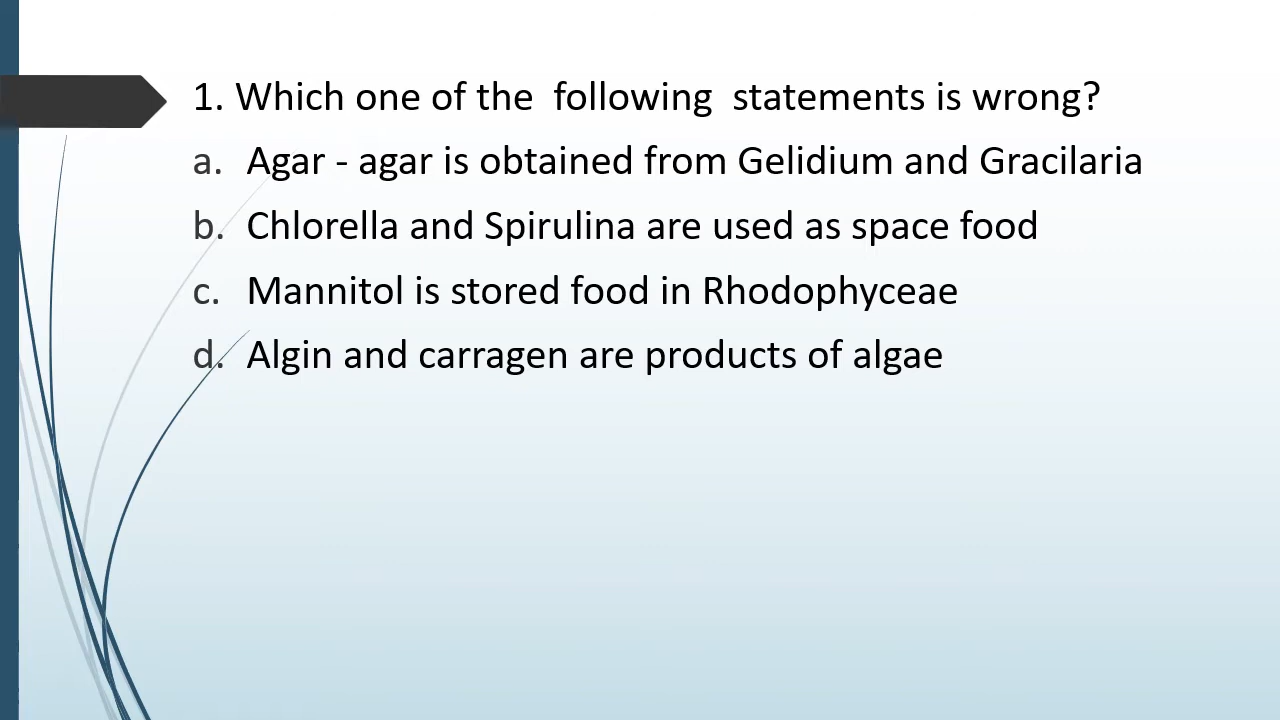 1. Which one of the  following  statements is wrong?
a. Agar - agar is obtained from Gelidium and Gracilaria
b. Chlorella and Spirulina are used as space food
c. Mannitol is stored food in Rhodophyceae
d. Algin and carragen are products of algae